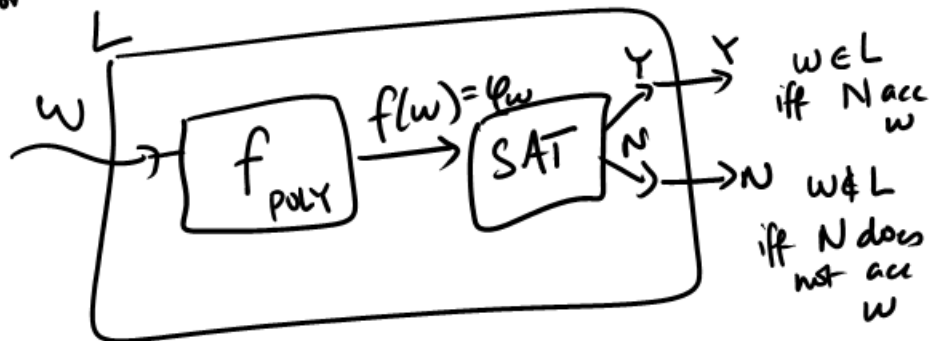 L
w
f
POLY
f(w) = φw
SAT
Y
N
Y
N
w ∈ L
iff N acc
w
w ∉ L
iff N does
not acc
w